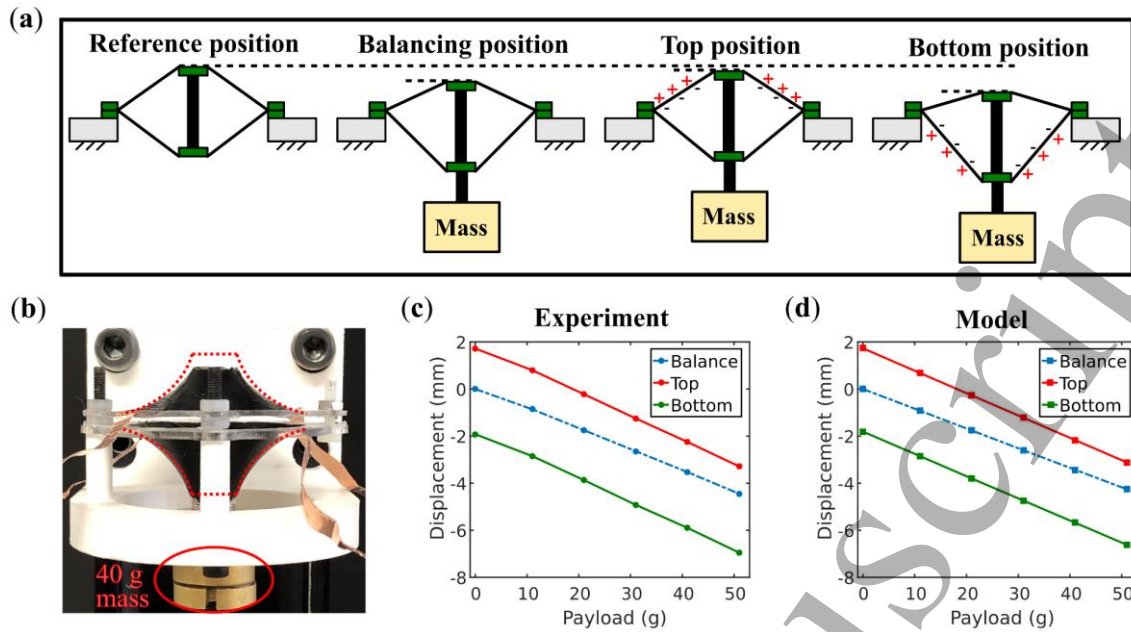 (a)
Reference position
Balancing position
Top position
Bottom position
+ + + + + +
- - - - - -
Mass
Mass
Mass
- - - - - -
+ + + + + +
(b)
40 g
mass
(c)
Experiment
Displacement (mm)
2
0
-2
-4
-6
-8
0 10 20 30 40 50
Payload (g)
Balance
Top
Bottom
(d)
Model
Displacement (mm)
2
0
-2
-4
-6
-8
0 10 20 30 40 50
Payload (g)
Balance
Top
Bottom